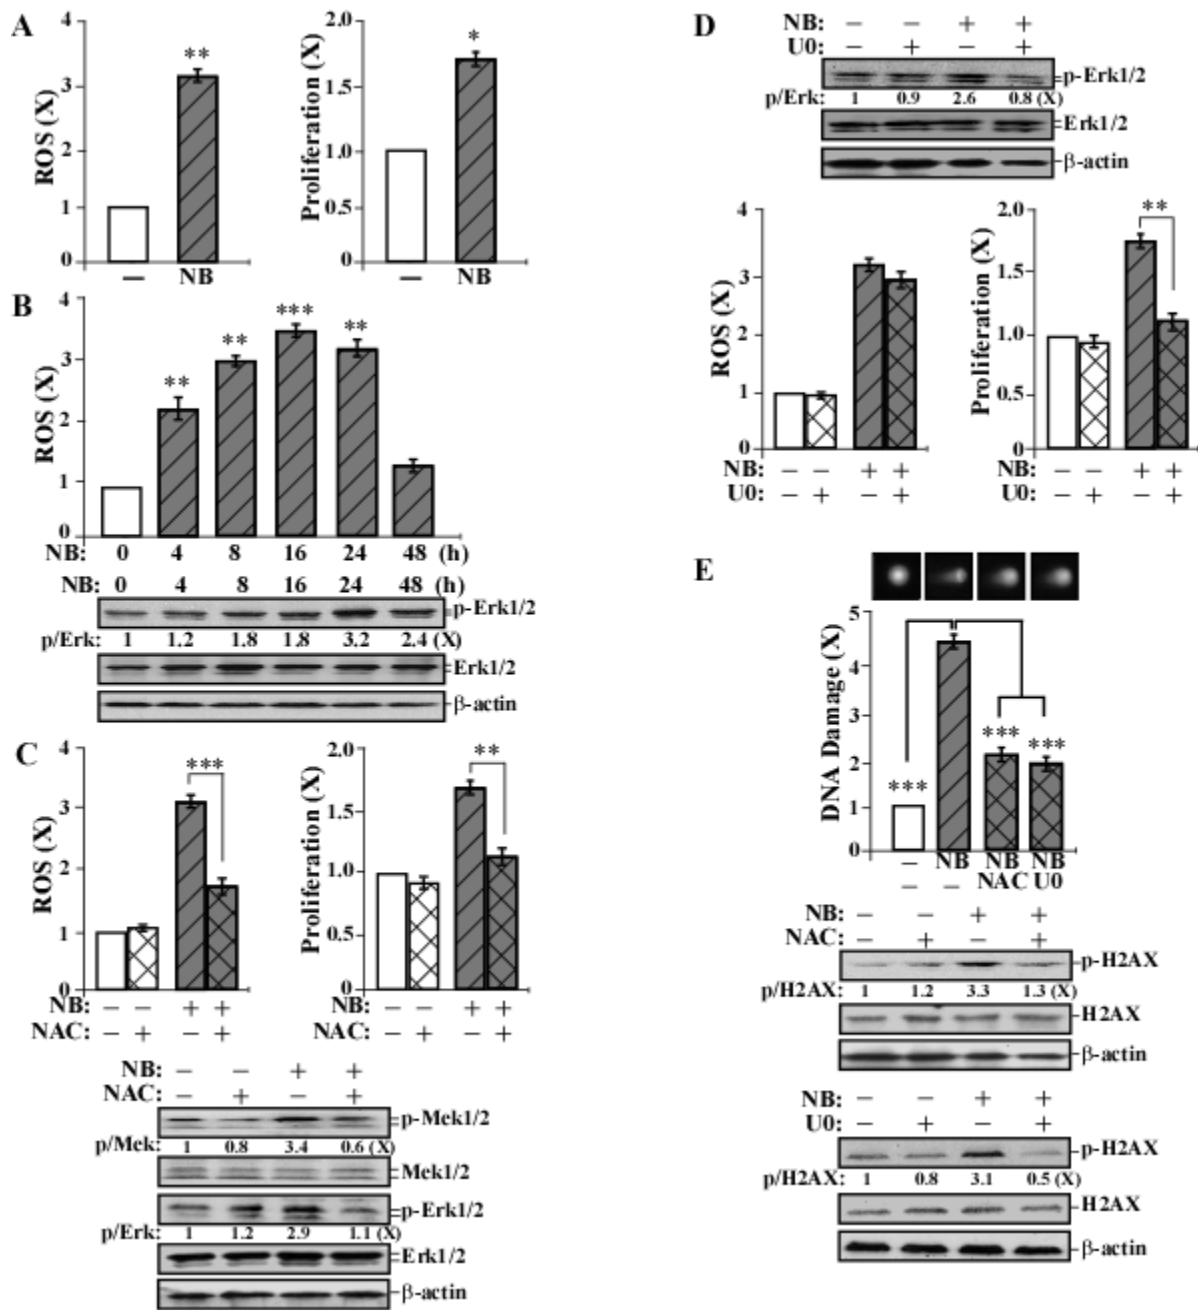 A
ROS (X)
4
3
2
1
0
**
– NB
Proliferation (X)
2.0
1.5
1.0
0.5
0
*
– NB
B
ROS (X)
4
3
2
1
0
** ** *** **
NB: 0 4 8 16 24 48 (h)
NB: 0 4 8 16 24 48 (h)
p-Erk1/2
p/Erk: 1 1.2 1.8 1.8 3.2 2.4 (X)
Erk1/2
β-actin
C
ROS (X)
4
3
2
1
0
***
NB: – – + +
NAC: – + – +
Proliferation (X)
2.0
1.5
1.0
0.5
0
**
NB: – – + +
NAC: – + – +
NB: – – + +
NAC: – + – +
p-Mek1/2
p/Mek: 1 0.8 3.4 0.6 (X)
Mek1/2
p-Erk1/2
p/Erk: 1 1.2 2.9 1.1 (X)
Erk1/2
β-actin
D
NB: – – + +
U0: – + – +
p-Erk1/2
p/Erk: 1 0.9 2.6 0.8 (X)
Erk1/2
β-actin
ROS (X)
4
3
2
1
0
NB: – – + +
U0: – + – +
Proliferation (X)
2.0
1.5
1.0
0.5
0
**
NB: – – + +
U0: – + – +
E
DNA Damage (X)
5
4
5
2
1
0
*** *** ***
– NB NB NB
– – NAC U0
NB: – – + +
NAC: – + – +
p-H2AX
p/H2AX: 1 1.2 3.3 1.3 (X)
H2AX
β-actin
NB: – – + +
U0: – + – +
p-H2AX
p/H2AX: 1 0.8 3.1 0.5 (X)
H2AX
β-actin